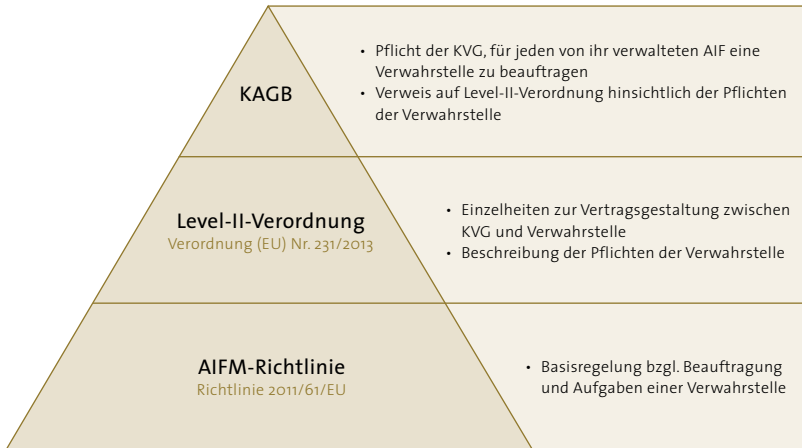 KAGB
• Pflicht der KVG, für jeden von ihr verwalteten AIF eine
Verwahrstelle zu beauftragen
• Verweis auf Level-II-Verordnung hinsichtlich der Pflichten
der Verwahrstelle
Level-II-Verordnung
Verordnung (EU) Nr. 231/2013
• Einzelheiten zur Vertragsgestaltung zwischen
KVG und Verwahrstelle
• Beschreibung der Pflichten der Verwahrstelle
AIFM-Richtlinie
Richtlinie 2011/61/EU
• Basisregelung bzgl. Beauftragung
und Aufgaben einer Verwahrstelle